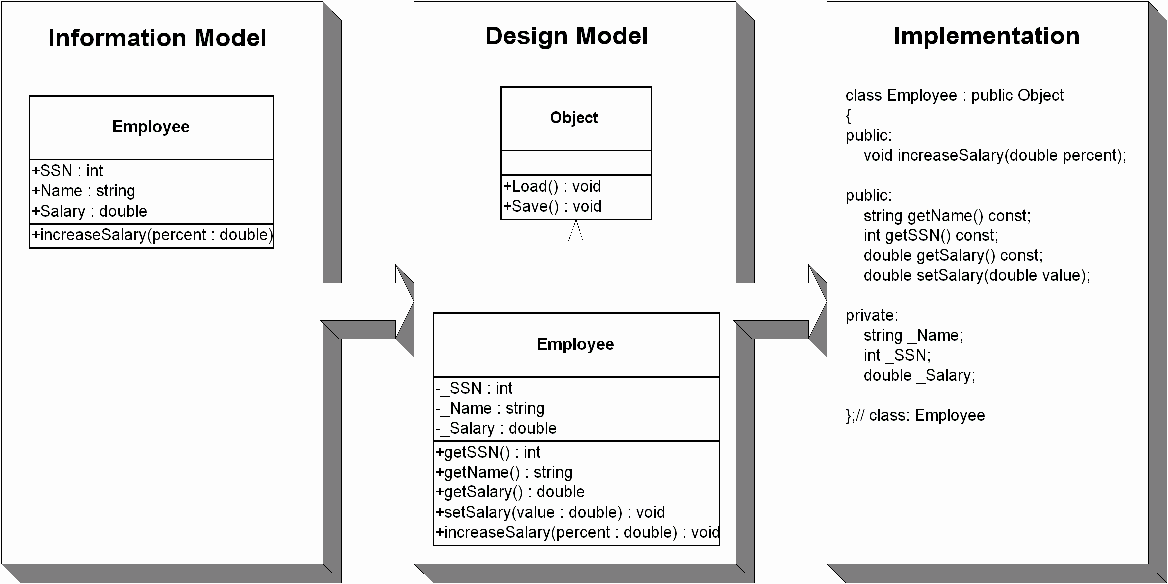 Information Model
Employee
+SSN : int
+Name : string
+Salary : double
+increaseSalary(percent : double)
Design Model
Object
+Load() : void
+Save() : void
Employee
-_SSN : int
-_Name : string
-_Salary : double
+getSSN() : int
+getName() : string
+getSalary() : double
+setSalary(value : double) : void
+increaseSalary(percent : double) : void
Implementation
class Employee : public Object
{
public:
void increaseSalary(double percent);
public:
string getName() const;
int getSSN() const;
double getSalary() const;
double setSalary(double value);
private:
string _Name;
int _SSN;
double _Salary;
};// class: Employee